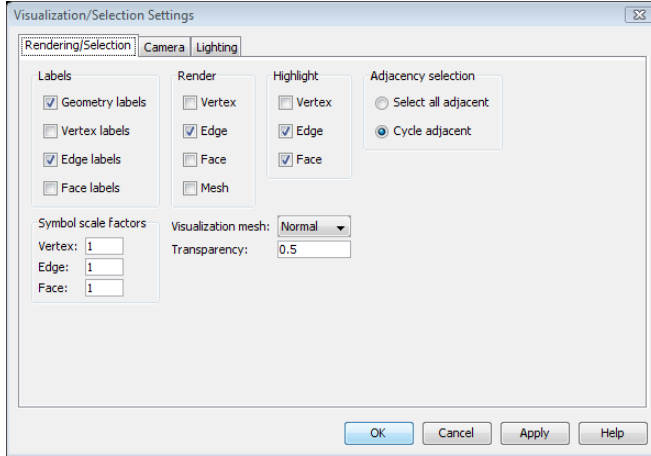 Visualization/Selection Settings
Rendering/Selection Camera Lighting
Labels Render Highlight Adjacency selection
Geometry labels Vertex Vertex Select all adjacent
Vertex labels Edge Edge Cycle adjacent
Edge labels Face Face
Face labels Mesh
Symbol scale factors Visualization mesh: Normal
Vertex: 1 Transparency: 0.5
Edge: 1
Face: 1
OK Cancel Apply Help